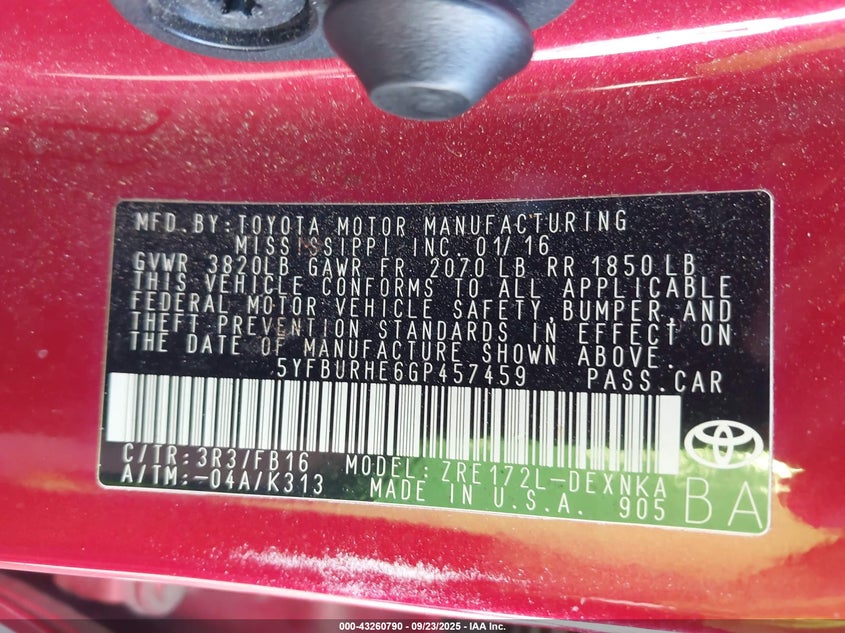 MFD. BY: TOYOTA MOTOR MANUFACTURING
MISSISSIPPI INC. 01/16
GVWR 3820LB GAWR FR. 2070 LB RR 1850 LB
THIS VEHICLE CONFORMS TO ALL APPLICABLE
FEDERAL MOTOR VEHICLE SAFETY, BUMPER, AND
THEFT PREVENTION STANDARDS IN EFFECT ON
THE DATE OF MANUFACTURE SHOWN ABOVE.
5YFBURHE6GP457459 PASS. CAR
C/TR: 3R3/FB16 MODEL: ZRE172L-DEXNKA
A/TM: -04A/K313 MADE IN U.S.A. 905
BA
000-43260790 - 09/23/2025 - IAA Inc.